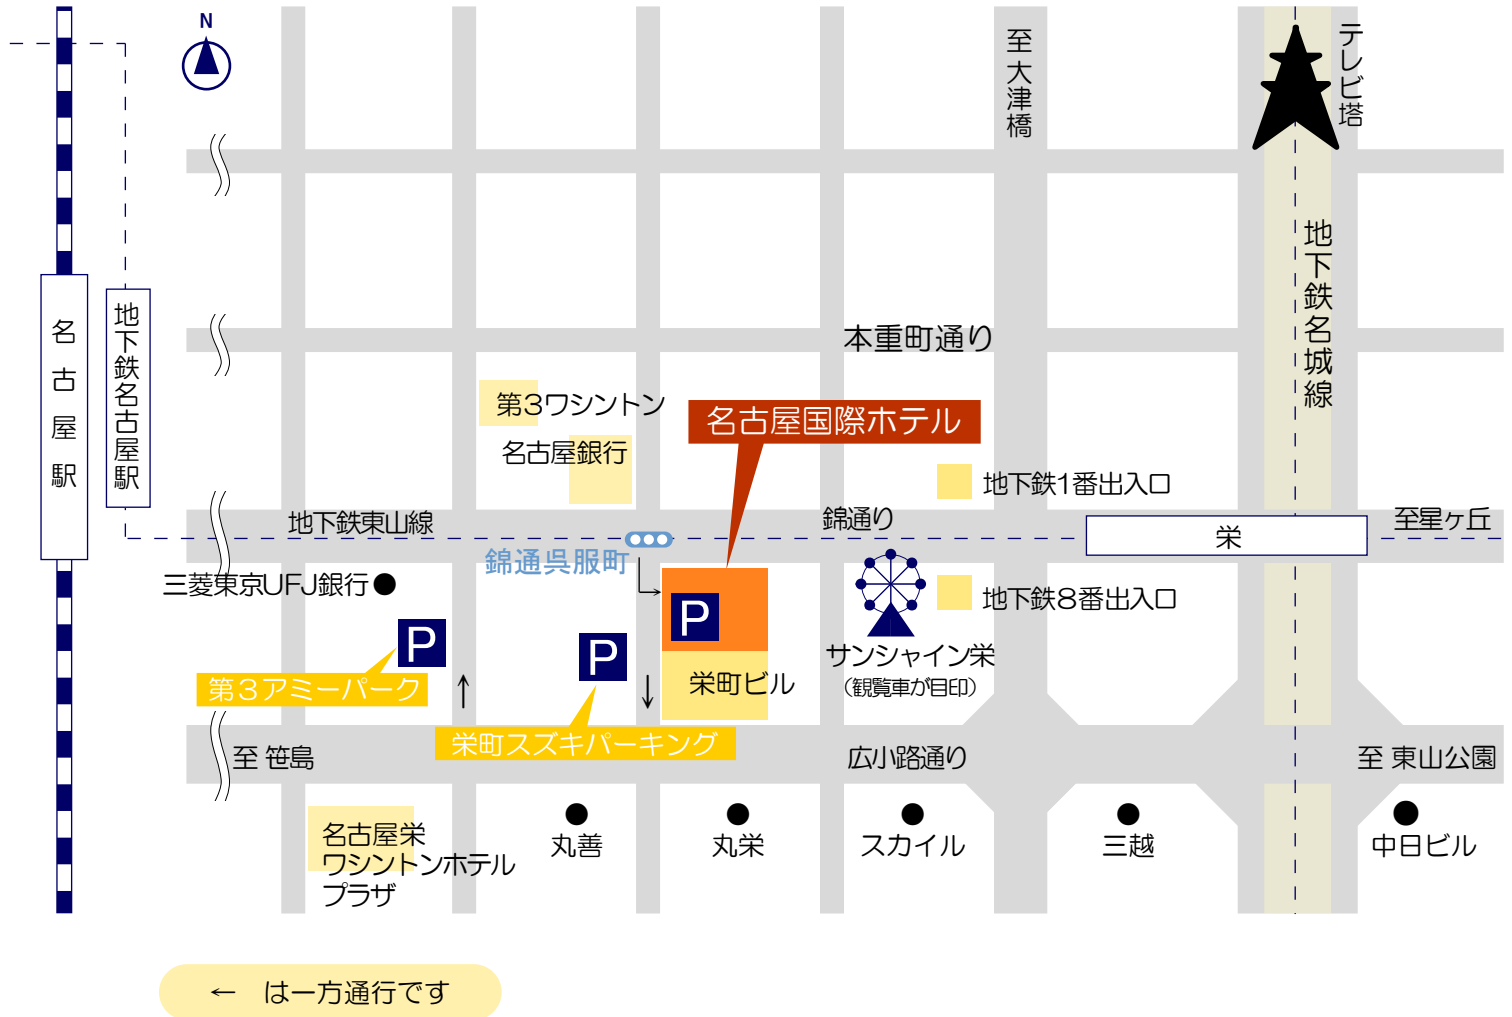 N
至大津橋
テレビ塔
地下鉄名城線
名古屋駅
地下鉄名古屋駅
本重町通り
第3ワシントン
名古屋国際ホテル
名古屋銀行
地下鉄1番出入口
地下鉄東山線
錦通り
栄
至星ヶ丘
錦通呉服町
三菱東京UFJ銀行
P
地下鉄8番出入口
P
P
サンシャイン栄
(観覧車が目印)
第3アミーパーク
栄町ビル
栄町スズキパーキング
至 笹島
広小路通り
至 東山公園
名古屋栄
ワシントンホテル
プラザ
丸善
丸栄
スカイル
三越
中日ビル
← は一方通行です